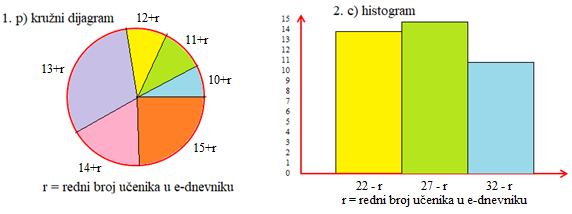 1. p) kružni dijagram
12+r
11+r
10+r
13+r
14+r
15+r
r = redni broj učenika u e-dnevniku
2. c) histogram
15
14
13
12
11
10
9
8
7
6
5
4
3
2
1
0
22 - r
27 - r
32 - r
r = redni broj učenika u e-dnevniku